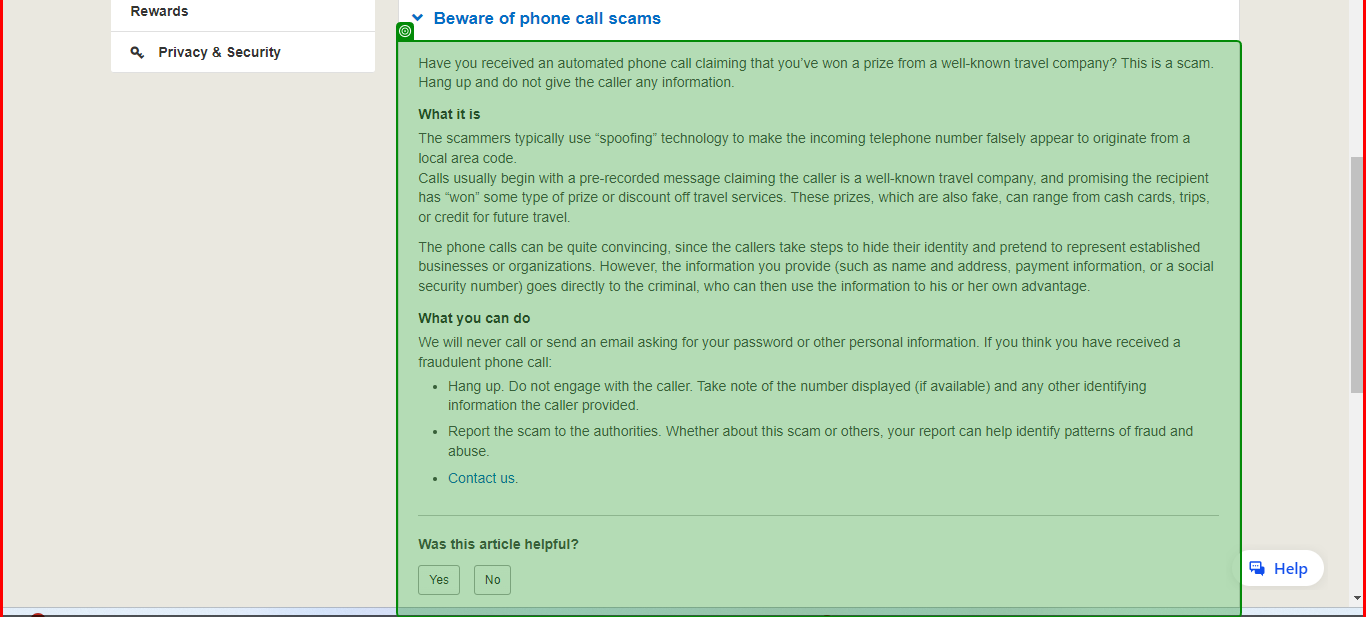 Rewards
Privacy & Security
Beware of phone call scams
Have you received an automated phone call claiming that you’ve won a prize from a well-known travel company? This is a scam.
Hang up and do not give the caller any information.
What it is
The scammers typically use “spoofing” technology to make the incoming telephone number falsely appear to originate from a
local area code.
Calls usually begin with a pre-recorded message claiming the caller is a well-known travel company, and promising the recipient
has “won” some type of prize or discount off travel services. These prizes, which are also fake, can range from cash cards, trips,
or credit for future travel.
The phone calls can be quite convincing, since the callers take steps to hide their identity and pretend to represent established
businesses or organizations. However, the information you provide (such as name and address, payment information, or a social
security number) goes directly to the criminal, who can then use the information to his or her own advantage.
What you can do
We will never call or send an email asking for your password or other personal information. If you think you have received a
fraudulent phone call:
• Hang up. Do not engage with the caller. Take note of the number displayed (if available) and any other identifying
information the caller provided.
• Report the scam to the authorities. Whether about this scam or others, your report can help identify patterns of fraud and
abuse.
• Contact us.
Was this article helpful?
Yes No
Help